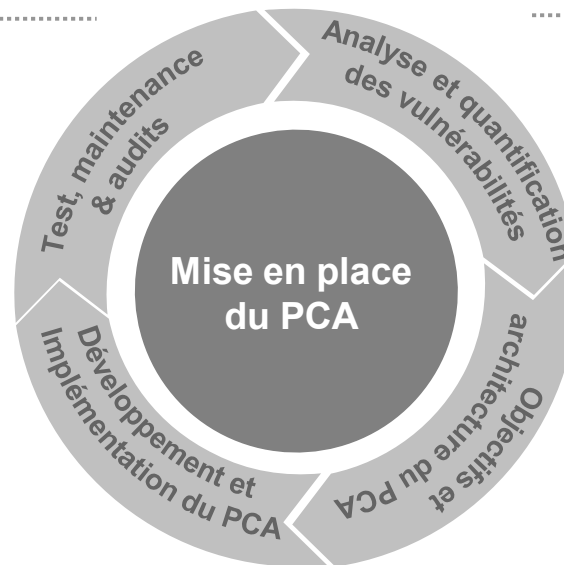 Analyse et quantification
des vulnérabilités
Objectifs et
architecture du PCA
Développement et
Implémentation du PCA
Test, maintenance
& audits
Mise en place
du PCA